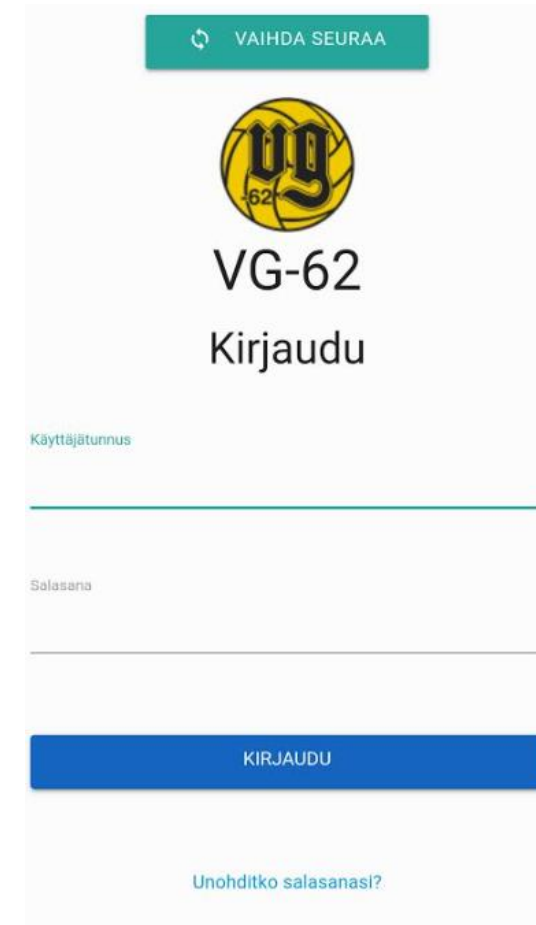 VAIHDA SEURAA
vg
-62
VG-62
Kirjaudu
Käyttäjätunnus
Salasana
KIRJAUDU
Unohditko salasanasi?